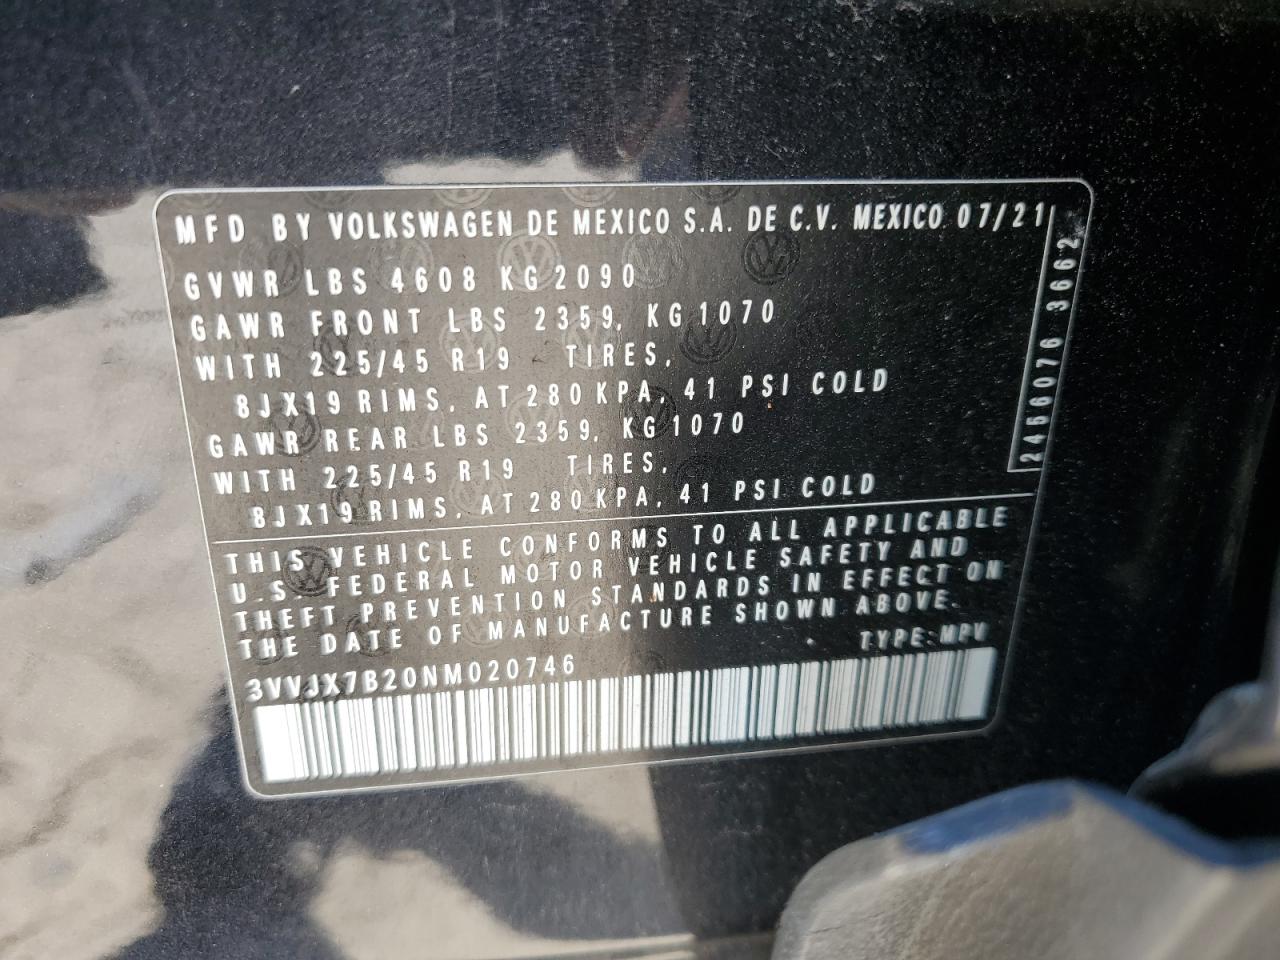 MFD BY VOLKSWAGEN DE MEXICO S.A. DE C.V. MEXICO 07/21
GVWR LBS 4608 KG 2090
GAWR FRONT LBS 2359, KG 1070
WITH 225/45 R19 TIRES,
8JX19 RIMS, AT 280 KPA, 41 PSI COLD
GAWR REAR LBS 2359, KG 1070
WITH 225/45 R19 TIRES,
8JX19 RIMS, AT 280 KPA, 41 PSI COLD
2456076 3662
THIS VEHICLE CONFORMS TO ALL APPLICABLE
U.S. FEDERAL MOTOR VEHICLE SAFETY AND
THEFT PREVENTION STANDARDS IN EFFECT ON
THE DATE OF MANUFACTURE SHOWN ABOVE.
TYPE:MPV
3VVJX7B20NM020746